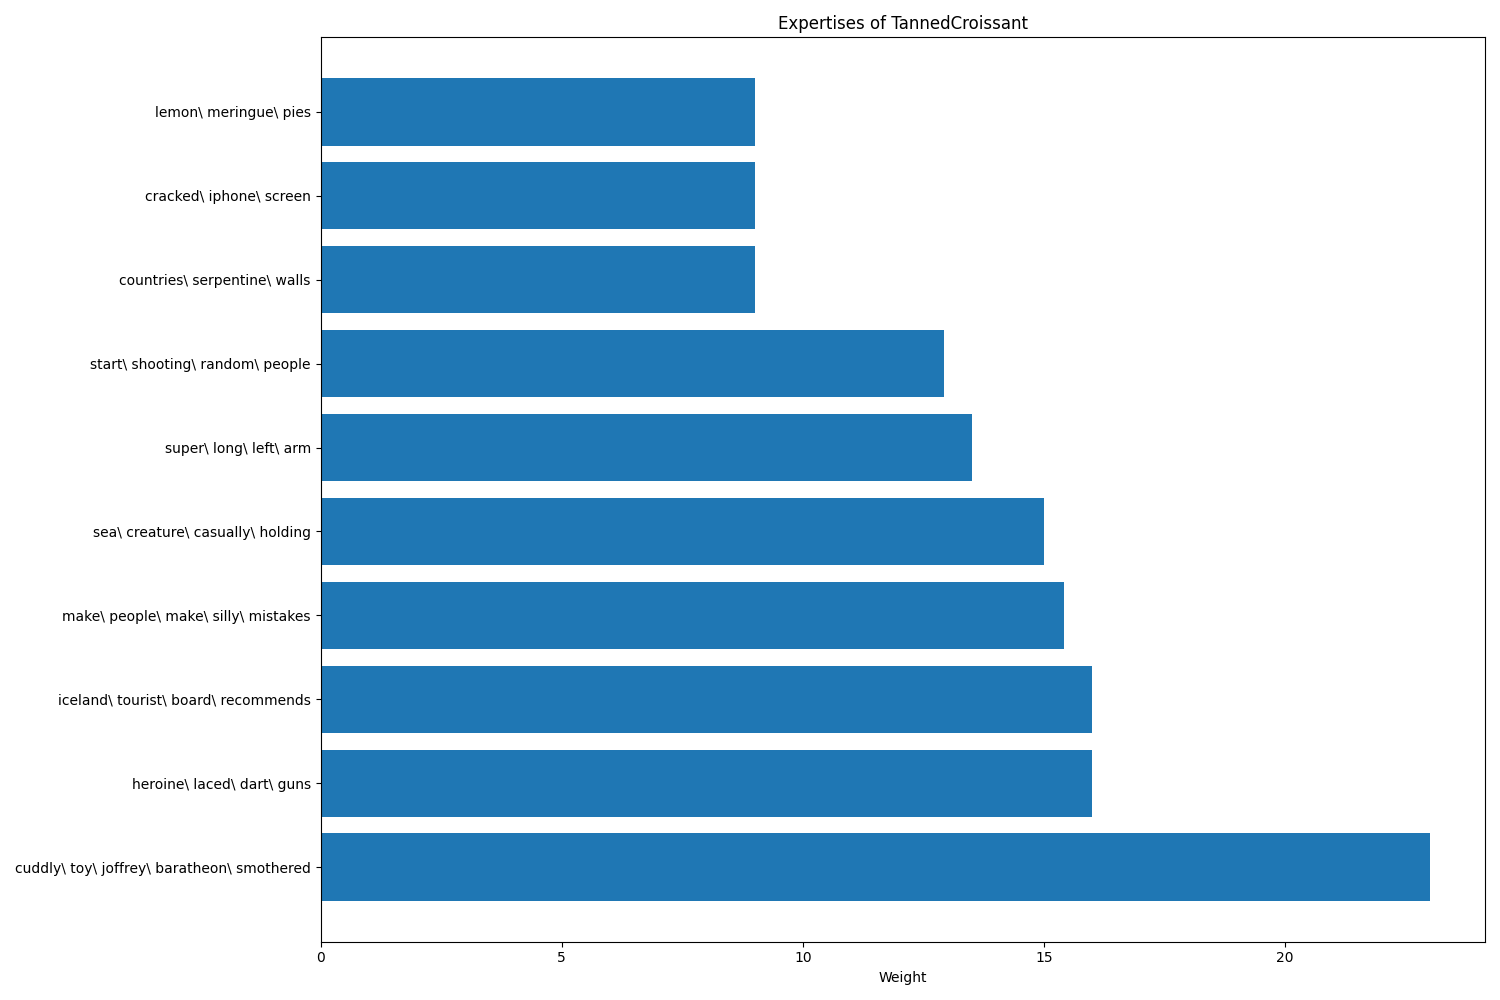 Expertises of TannedCroissant
lemon\ meringue\ pies
cracked\ iphone\ screen
countries\ serpentine\ walls
start\ shooting\ random\ people
super\ long\ left\ arm
sea\ creature\ casually\ holding
make\ people\ make\ silly\ mistakes
iceland\ tourist\ board\ recommends
heroine\ laced\ dart\ guns
cuddly\ toy\ joffrey\ baratheon\ smothered
0 5 10 15 20
Weight